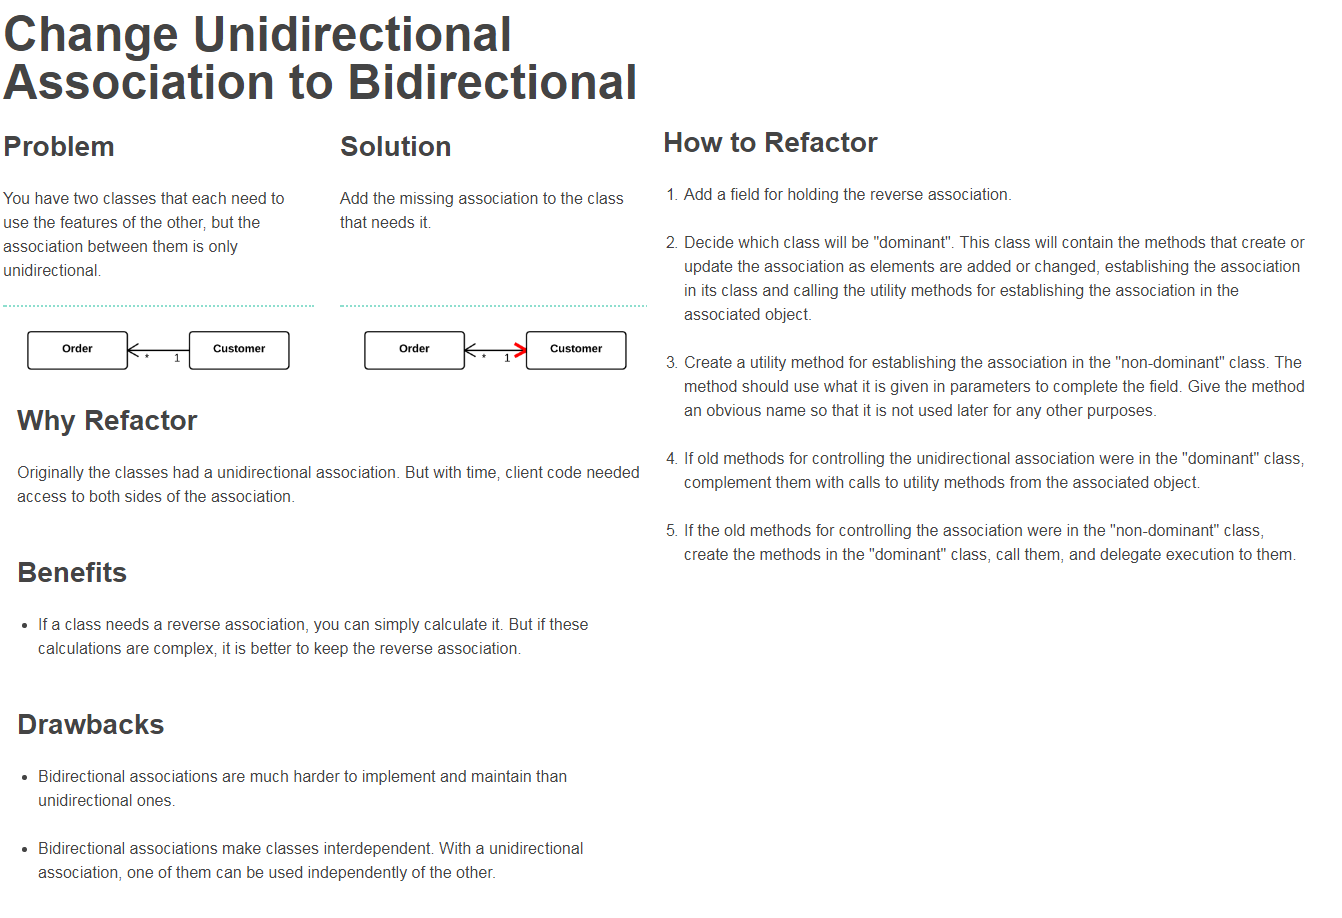 Change Unidirectional
Association to Bidirectional
Problem
You have two classes that each need to
use the features of the other, but the
association between them is only
unidirectional.
Order
*
1
Customer
Solution
Add the missing association to the class
that needs it.
Order
*
1
Customer
Why Refactor
Originally the classes had a unidirectional association. But with time, client code needed
access to both sides of the association.
Benefits
• If a class needs a reverse association, you can simply calculate it. But if these
calculations are complex, it is better to keep the reverse association.
Drawbacks
• Bidirectional associations are much harder to implement and maintain than
unidirectional ones.
• Bidirectional associations make classes interdependent. With a unidirectional
association, one of them can be used independently of the other.
How to Refactor
1. Add a field for holding the reverse association.
2. Decide which class will be "dominant". This class will contain the methods that create or
update the association as elements are added or changed, establishing the association
in its class and calling the utility methods for establishing the association in the
associated object.
3. Create a utility method for establishing the association in the "non-dominant" class. The
method should use what it is given in parameters to complete the field. Give the method
an obvious name so that it is not used later for any other purposes.
4. If old methods for controlling the unidirectional association were in the "dominant" class,
complement them with calls to utility methods from the associated object.
5. If the old methods for controlling the association were in the "non-dominant" class,
create the methods in the "dominant" class, call them, and delegate execution to them.